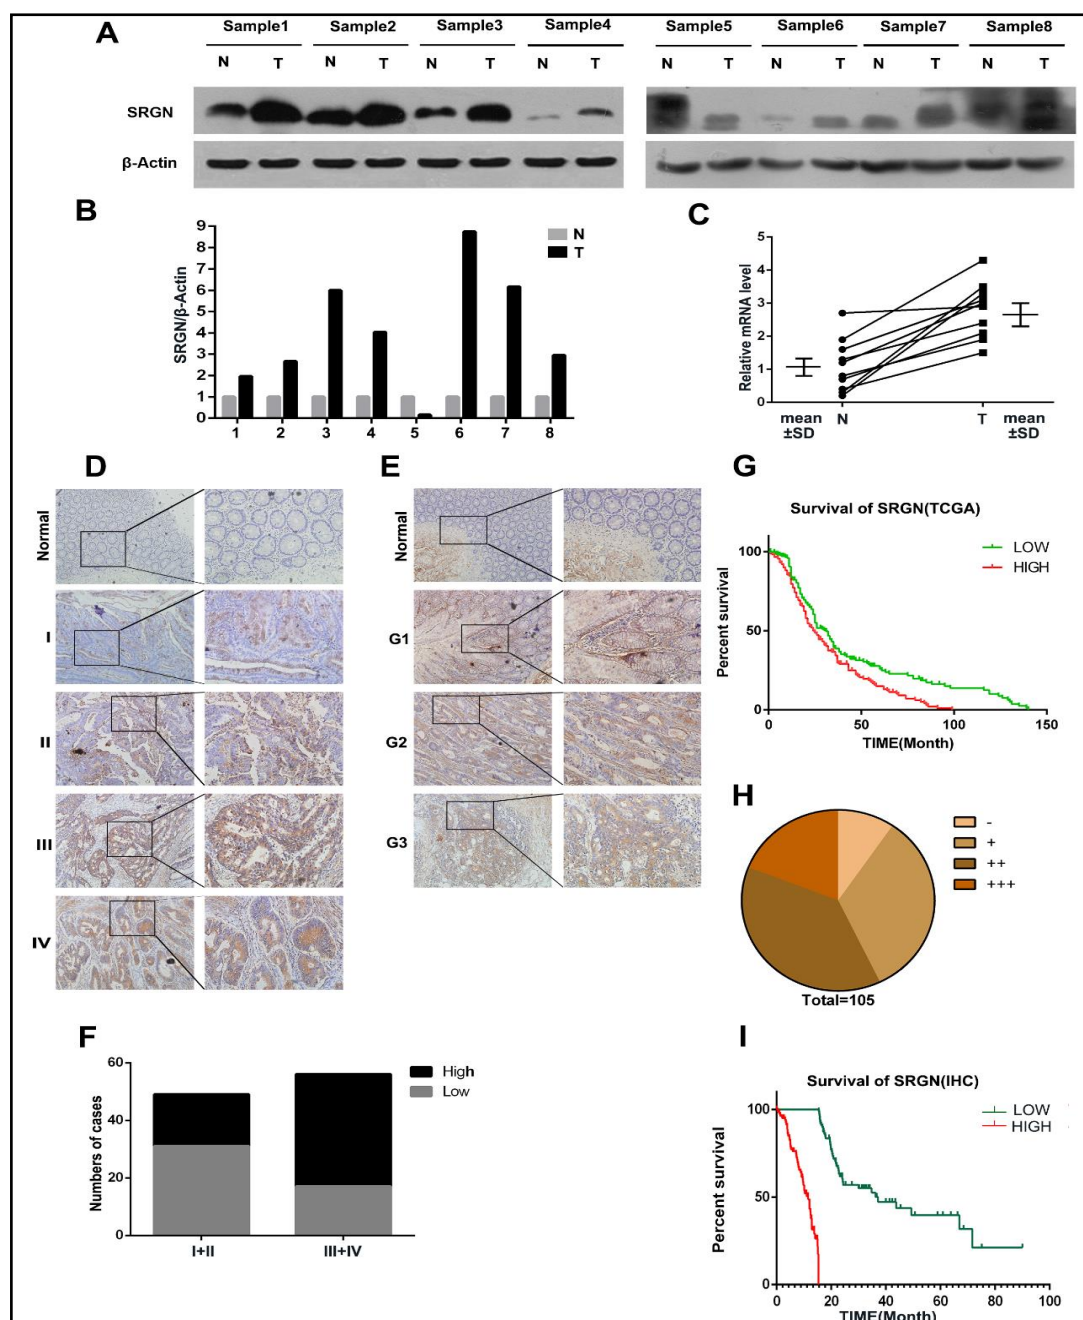 A
Sample1 Sample2 Sample3 Sample4 Sample5 Sample6 Sample7 Sample8
N T N T N T N T N T N T N T N T
SRGN
β-Actin
B
SRGN/β-Actin
9
8
7
6
5
4
3
2
1
0
1 2 3 4 5 6 7 8
N
T
C
Relative mRNA level
5
4
3
2
1
0
mean ±SD N T mean ±SD
D
Normal
I
II
III
IV
E
Normal
G1
G2
G3
G
Survival of SRGN(TCGA)
LOW
HIGH
Percent survival
100
50
0
0 50 100 150
TIME(Month)
H
-
+
++
+++
Total=105
F
Numbers of cases
60
40
20
0
I+II III+IV
High
Low
I
Survival of SRGN(IHC)
LOW
HIGH
Percent survival
100
50
0
0 20 40 60 80 100
TIME(Month)